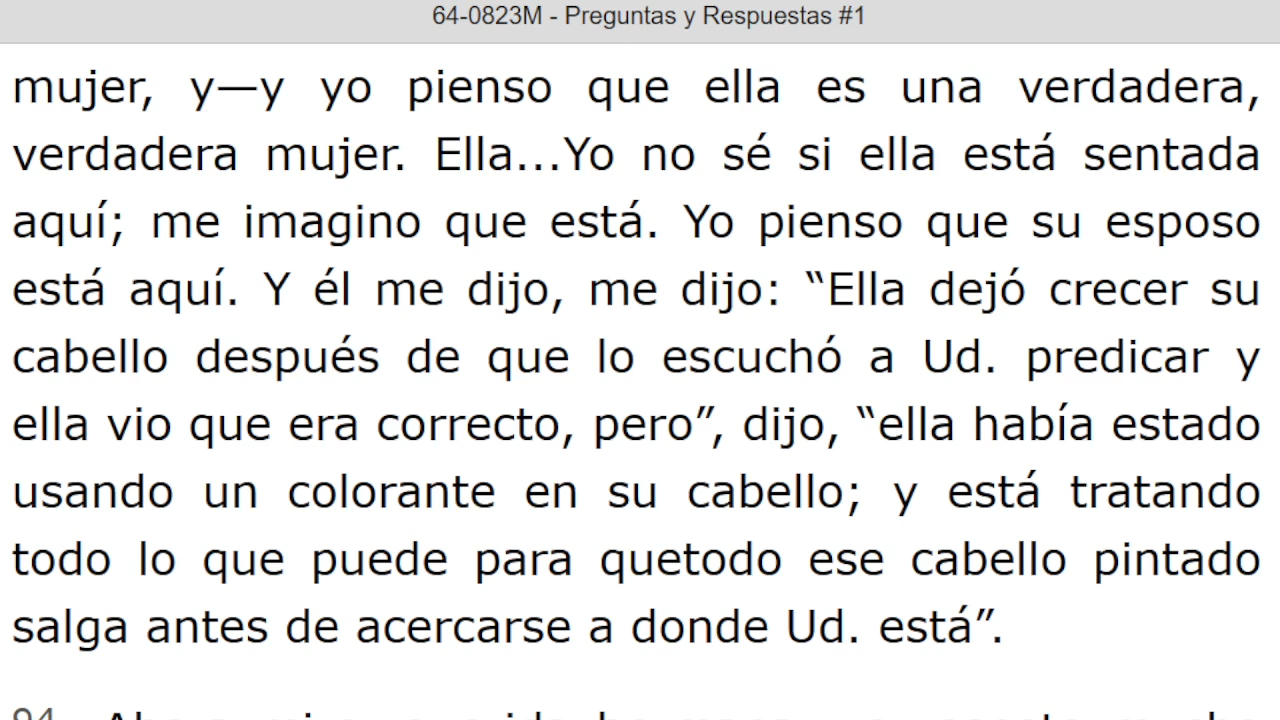 64-0823M - Preguntas y Respuestas #1
mujer, y—y yo pienso que ella es una verdadera,
verdadera mujer. Ella...Yo no sé si ella está sentada
aquí; me imagino que está. Yo pienso que su esposo
está aquí. Y él me dijo, me dijo: “Ella dejó crecer su
cabello después de que lo escuchó a Ud. predicar y
ella vio que era correcto, pero”, dijo, “ella había estado
usando un colorante en su cabello; y está tratando
todo lo que puede para quetodo ese cabello pintado
salga antes de acercarse a donde Ud. está”.